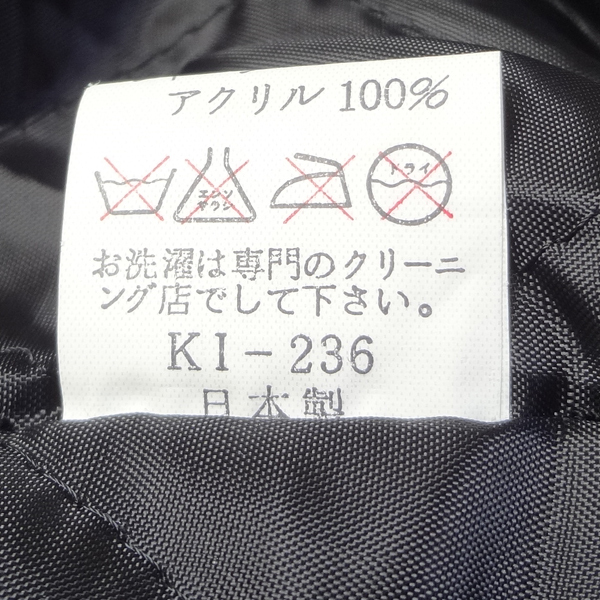 アクリル 100%
エンソ サラシ ドライ
お洗濯は専門のクリーニ
ング店でして下さい。
KI-236
日本製